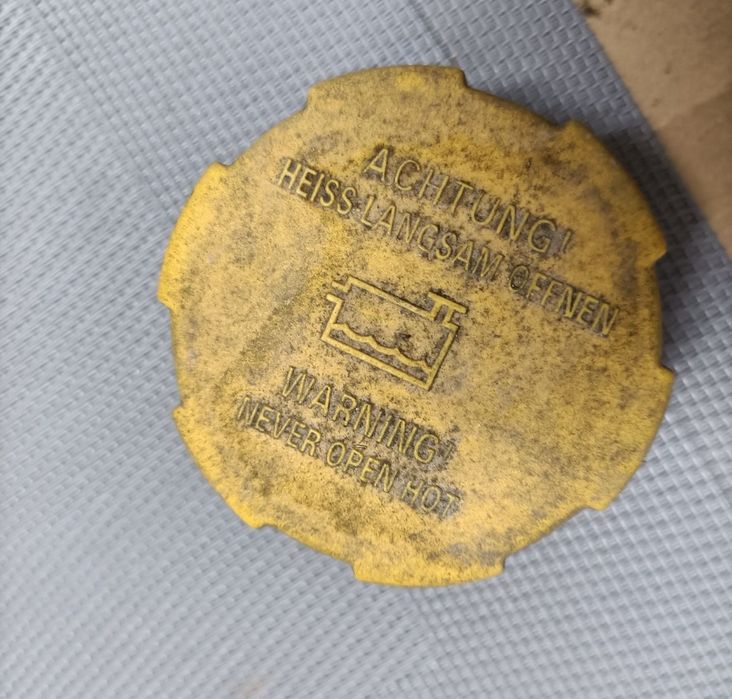 ACHTUNG!
HEISS LANGSAM ÖFFNEN
WARNING!
NEVER OPEN HOT